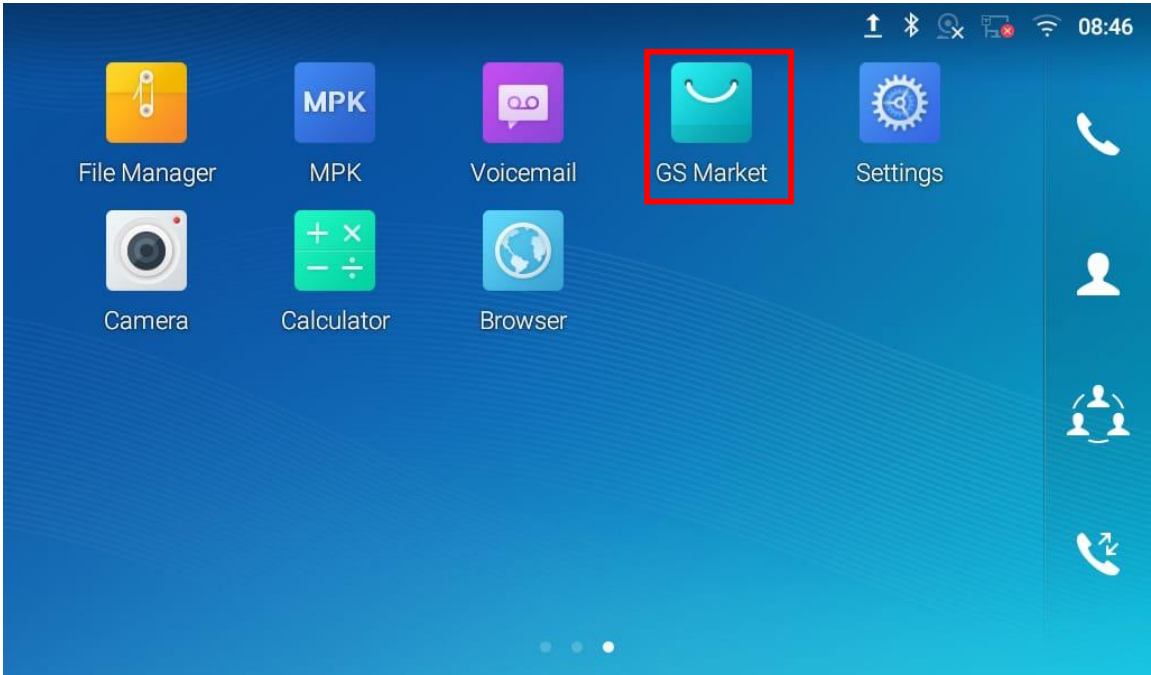 08:46
MPK
File Manager
MPK
Voicemail
GS Market
Settings
Camera
Calculator
Browser